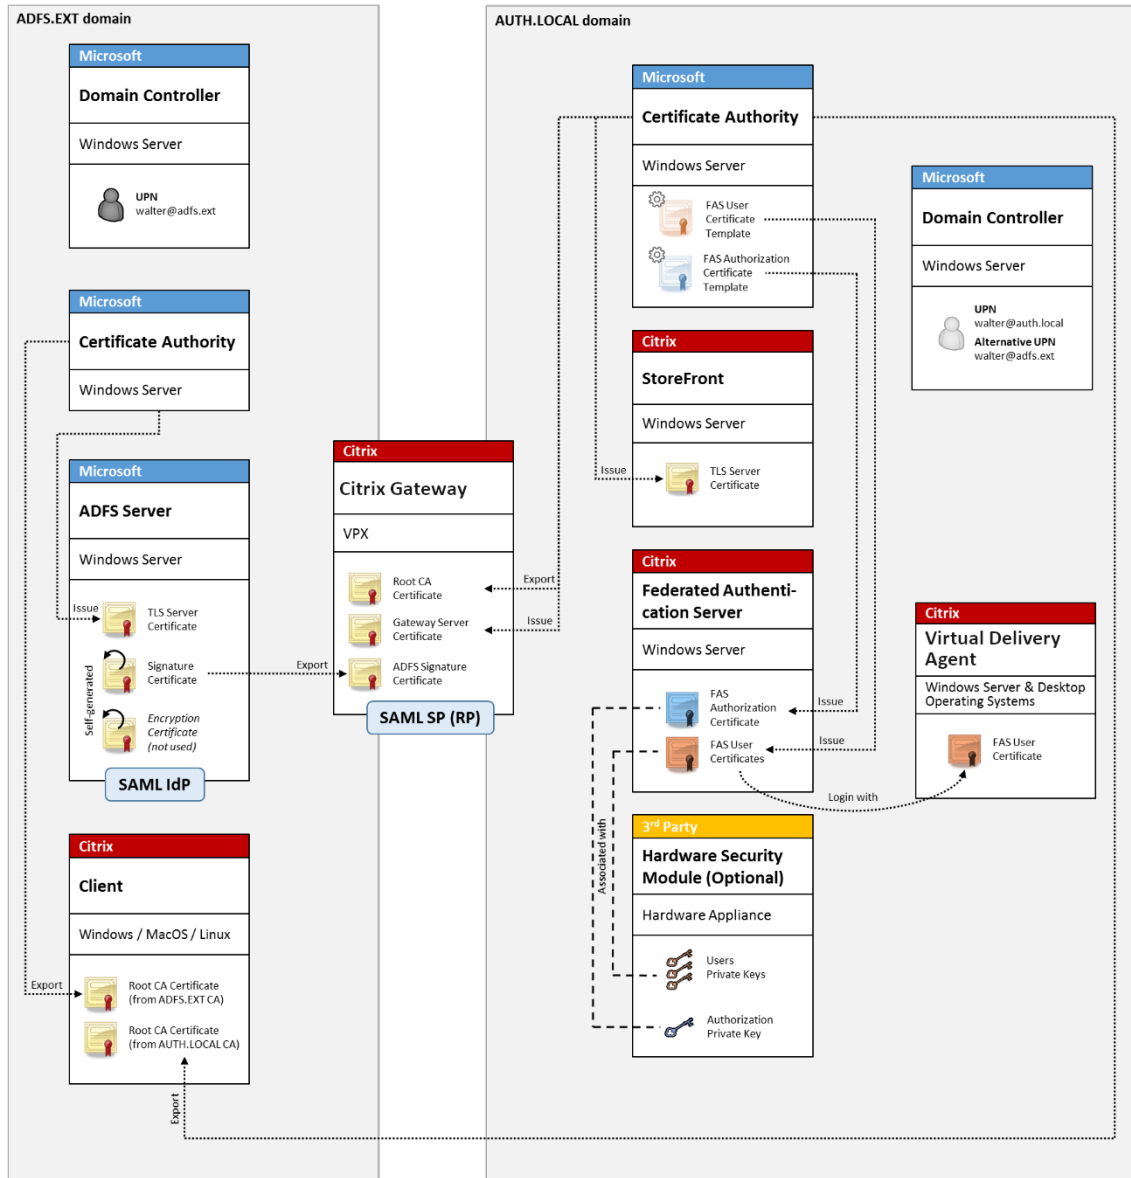 ADFS.EXT domain
Microsoft
Domain Controller
Windows Server
UPN
walter@adfs.ext
Microsoft
Certificate Authority
Windows Server
Microsoft
ADFS Server
Windows Server
Issue
TLS Server
Certificate
Self-generated
Signature
Certificate
Encryption
Certificate
(not used)
SAML IdP
Citrix
Client
Windows / MacOS / Linux
Export
Root CA Certificate
(from ADFS.EXT CA)
Root CA Certificate
(from AUTH.LOCAL CA)
Export
Citrix
Citrix Gateway
VPX
Root CA
Certificate
Export
Gateway Server
Certificate
Issue
Export
ADFS Signature
Certificate
SAML SP (RP)
AUTH.LOCAL domain
Microsoft
Certificate Authority
Windows Server
FAS User
Certificate
Template
FAS Authorization
Certificate
Template
Citrix
StoreFront
Windows Server
Issue
TLS Server
Certificate
Citrix
Federated Authenti-
cation Server
Windows Server
FAS
Authorization
Certificate
Issue
FAS User
Certificates
Issue
Login with
Associated with
3rd Party
Hardware Security
Module (Optional)
Hardware Appliance
Users
Private Keys
Authorization
Private Key
Microsoft
Domain Controller
Windows Server
UPN
walter@auth.local
Alternative UPN
walter@adfs.ext
Citrix
Virtual Delivery
Agent
Windows Server & Desktop
Operating Systems
FAS User
Certificate